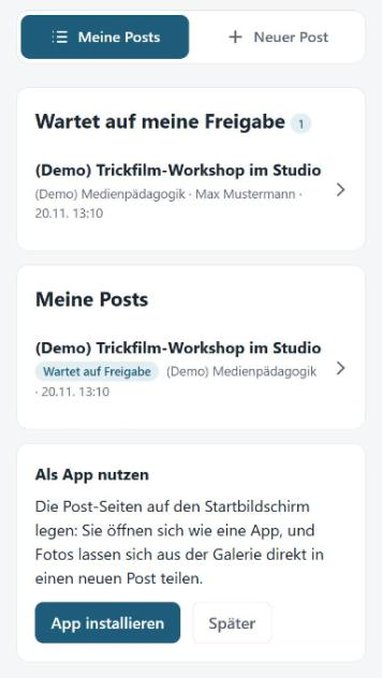 Meine Posts
Neuer Post
Wartet auf meine Freigabe 1
(Demo) Trickfilm-Workshop im Studio
(Demo) Medienpädagogik · Max Mustermann ·
20.11. 13:10
Meine Posts
(Demo) Trickfilm-Workshop im Studio
Wartet auf Freigabe (Demo) Medienpädagogik
· 20.11. 13:10
Als App nutzen
Die Post-Seiten auf den Startbildschirm
legen: Sie öffnen sich wie eine App, und
Fotos lassen sich aus der Galerie direkt in
einen neuen Post teilen.
App installieren
Später